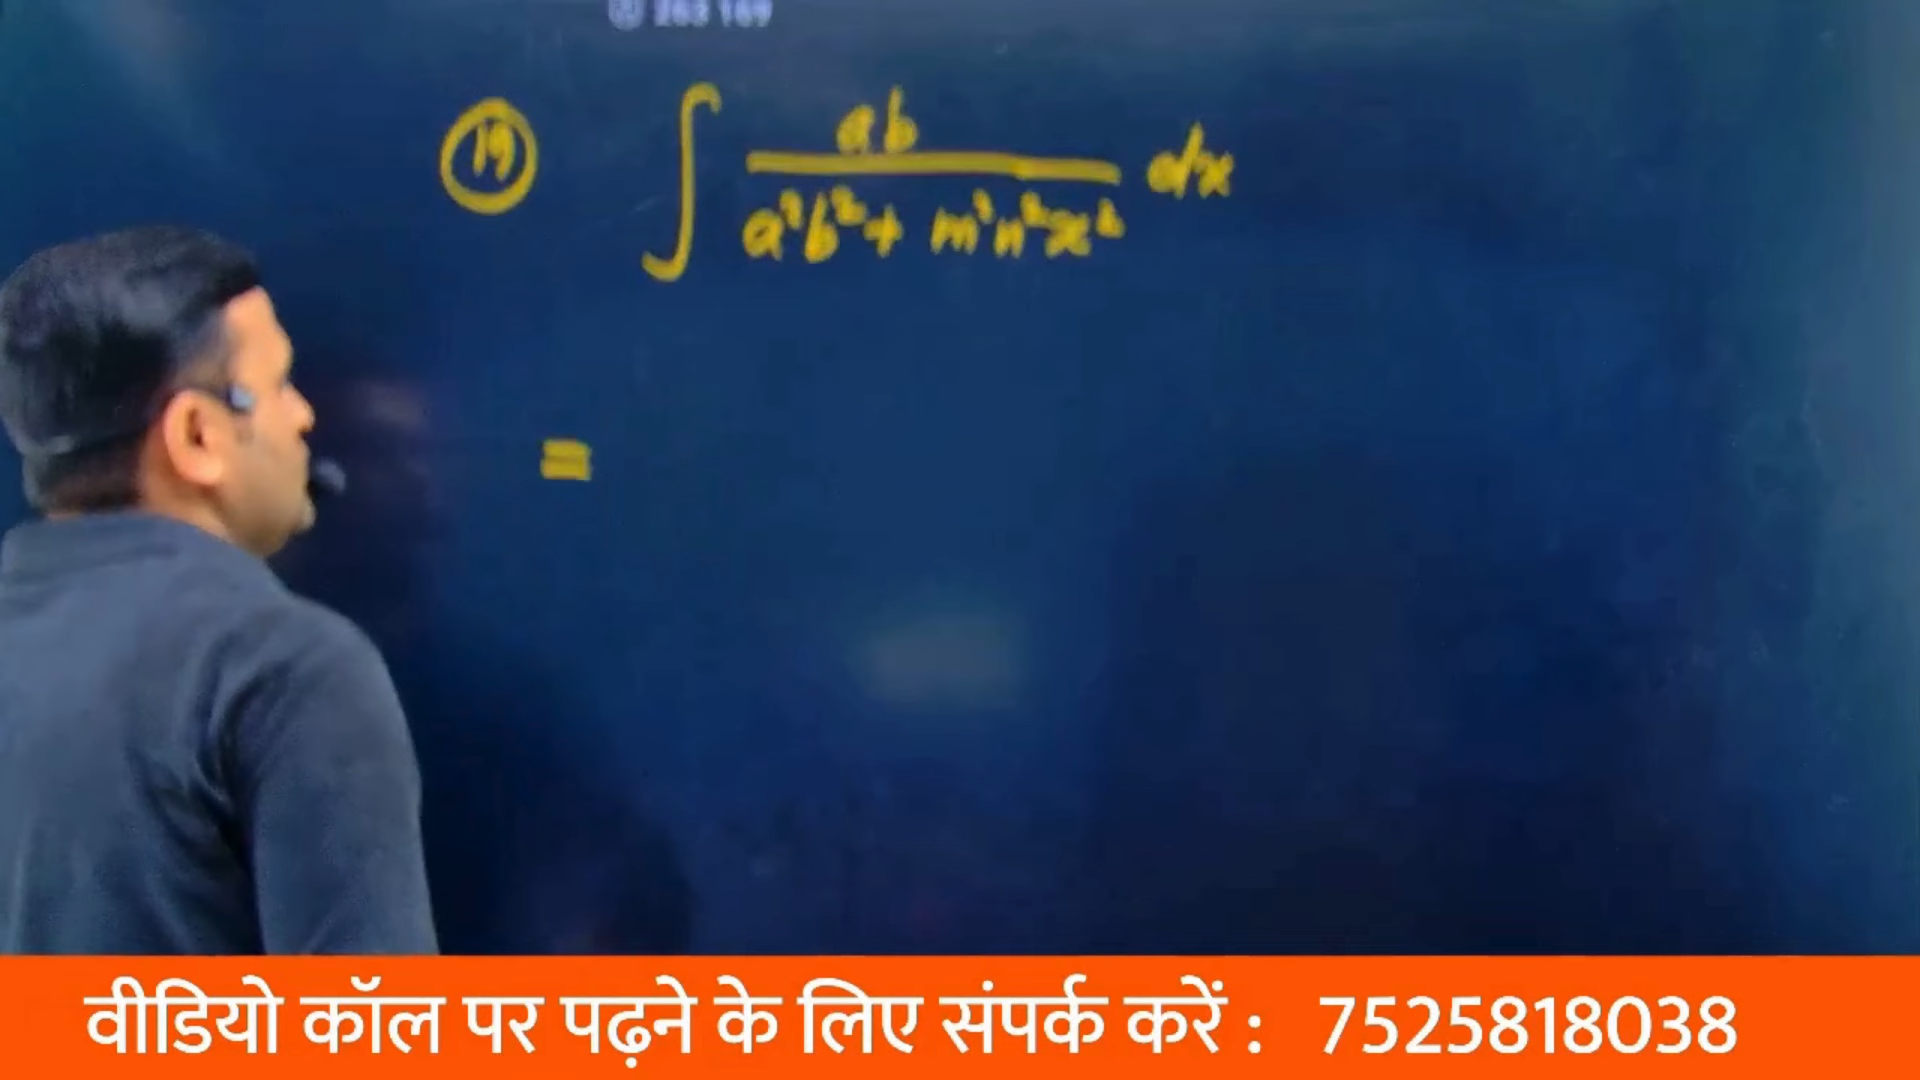 19 ∫ ab / a²b² + m²n²x² dx
=
वीडियो कॉल पर पढ़ने के लिए संपर्क करें : 7525818038